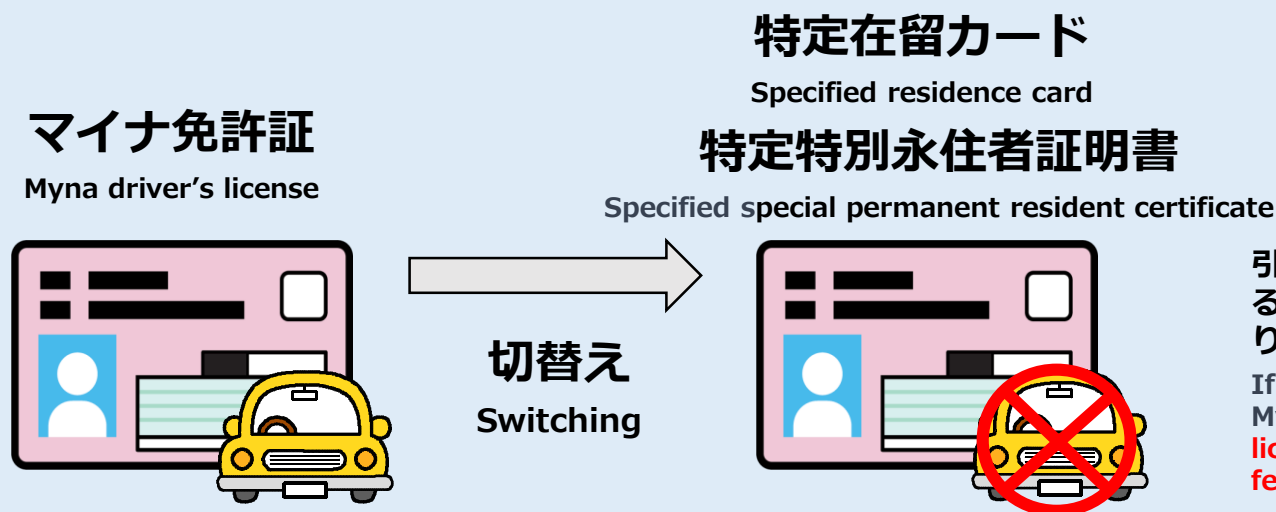 マイナ免許証
Myna driver’s license
特定在留カード
Specified residence card
特定特別永住者証明書
Specified special permanent resident certificate
切替え
Switching
引
る
り
If
M
lic
fe